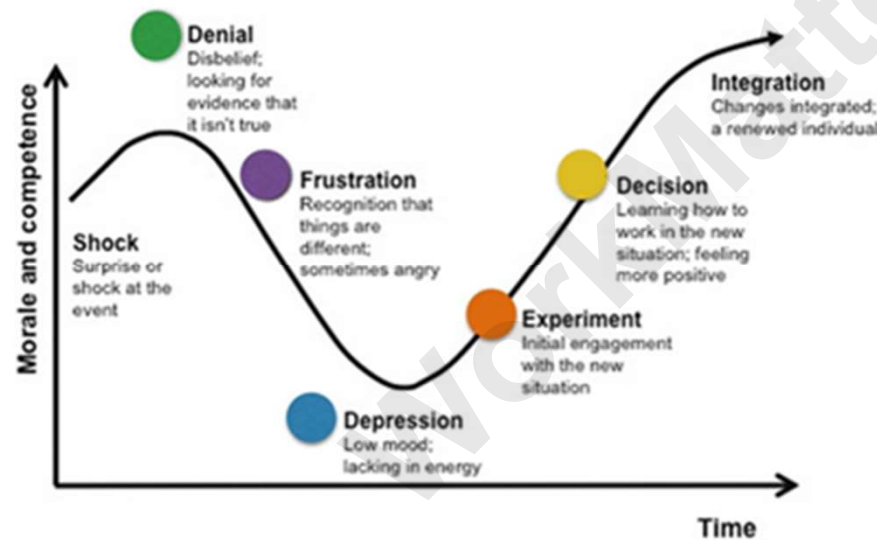 Denial
Disbelief;
looking for
evidence that
it isn't true
Morale and competence
Shock
Surprise or
shock at the
event
Frustration
Recognition that
things are
different;
sometimes angry
Depression
Low mood;
lacking in energy
Experiment
Initial engagement
with the new
situation
Decision
Learning how to
work in the new
situation; feeling
more positive
Integration
Changes integrated;
a renewed individual
Time